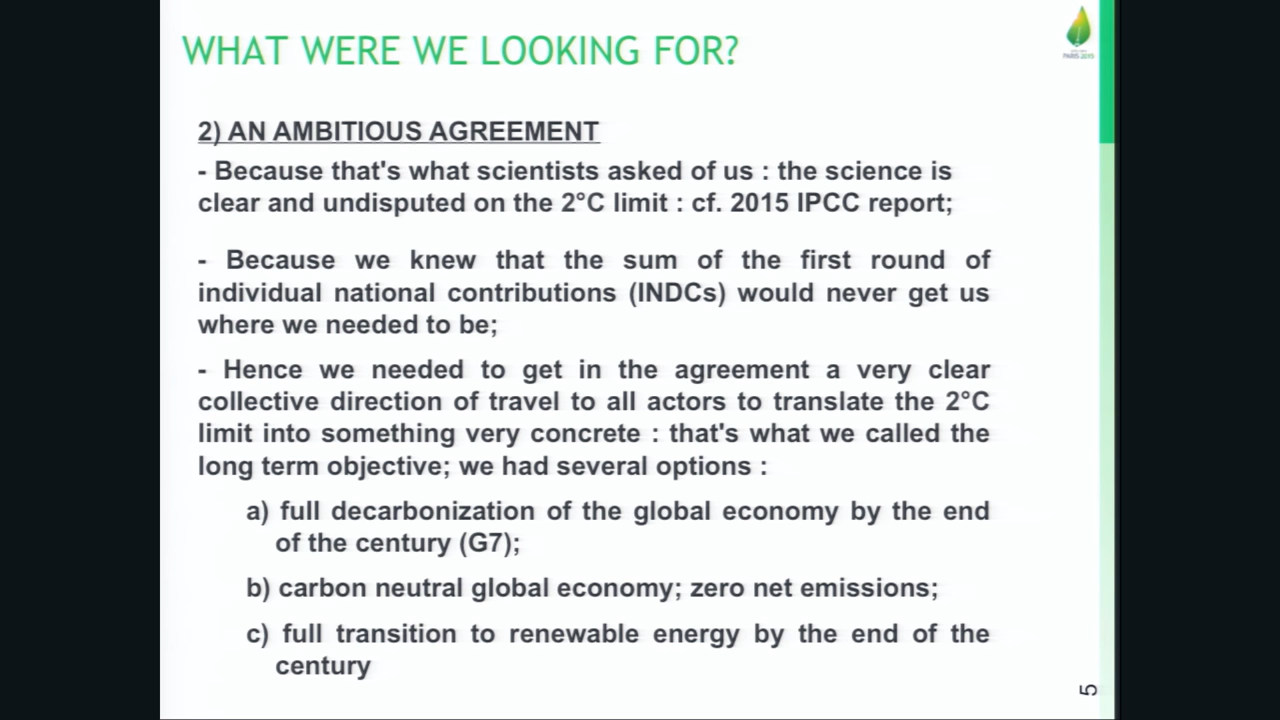 WHAT WERE WE LOOKING FOR?
PARIS 2015
2) AN AMBITIOUS AGREEMENT
- Because that's what scientists asked of us : the science is
clear and undisputed on the 2°C limit : cf. 2015 IPCC report;
- Because we knew that the sum of the first round of
individual national contributions (INDCs) would never get us
where we needed to be;
- Hence we needed to get in the agreement a very clear
collective direction of travel to all actors to translate the 2°C
limit into something very concrete : that's what we called the
long term objective; we had several options :
a) full decarbonization of the global economy by the end
of the century (G7);
b) carbon neutral global economy; zero net emissions;
c) full transition to renewable energy by the end of the
century
5